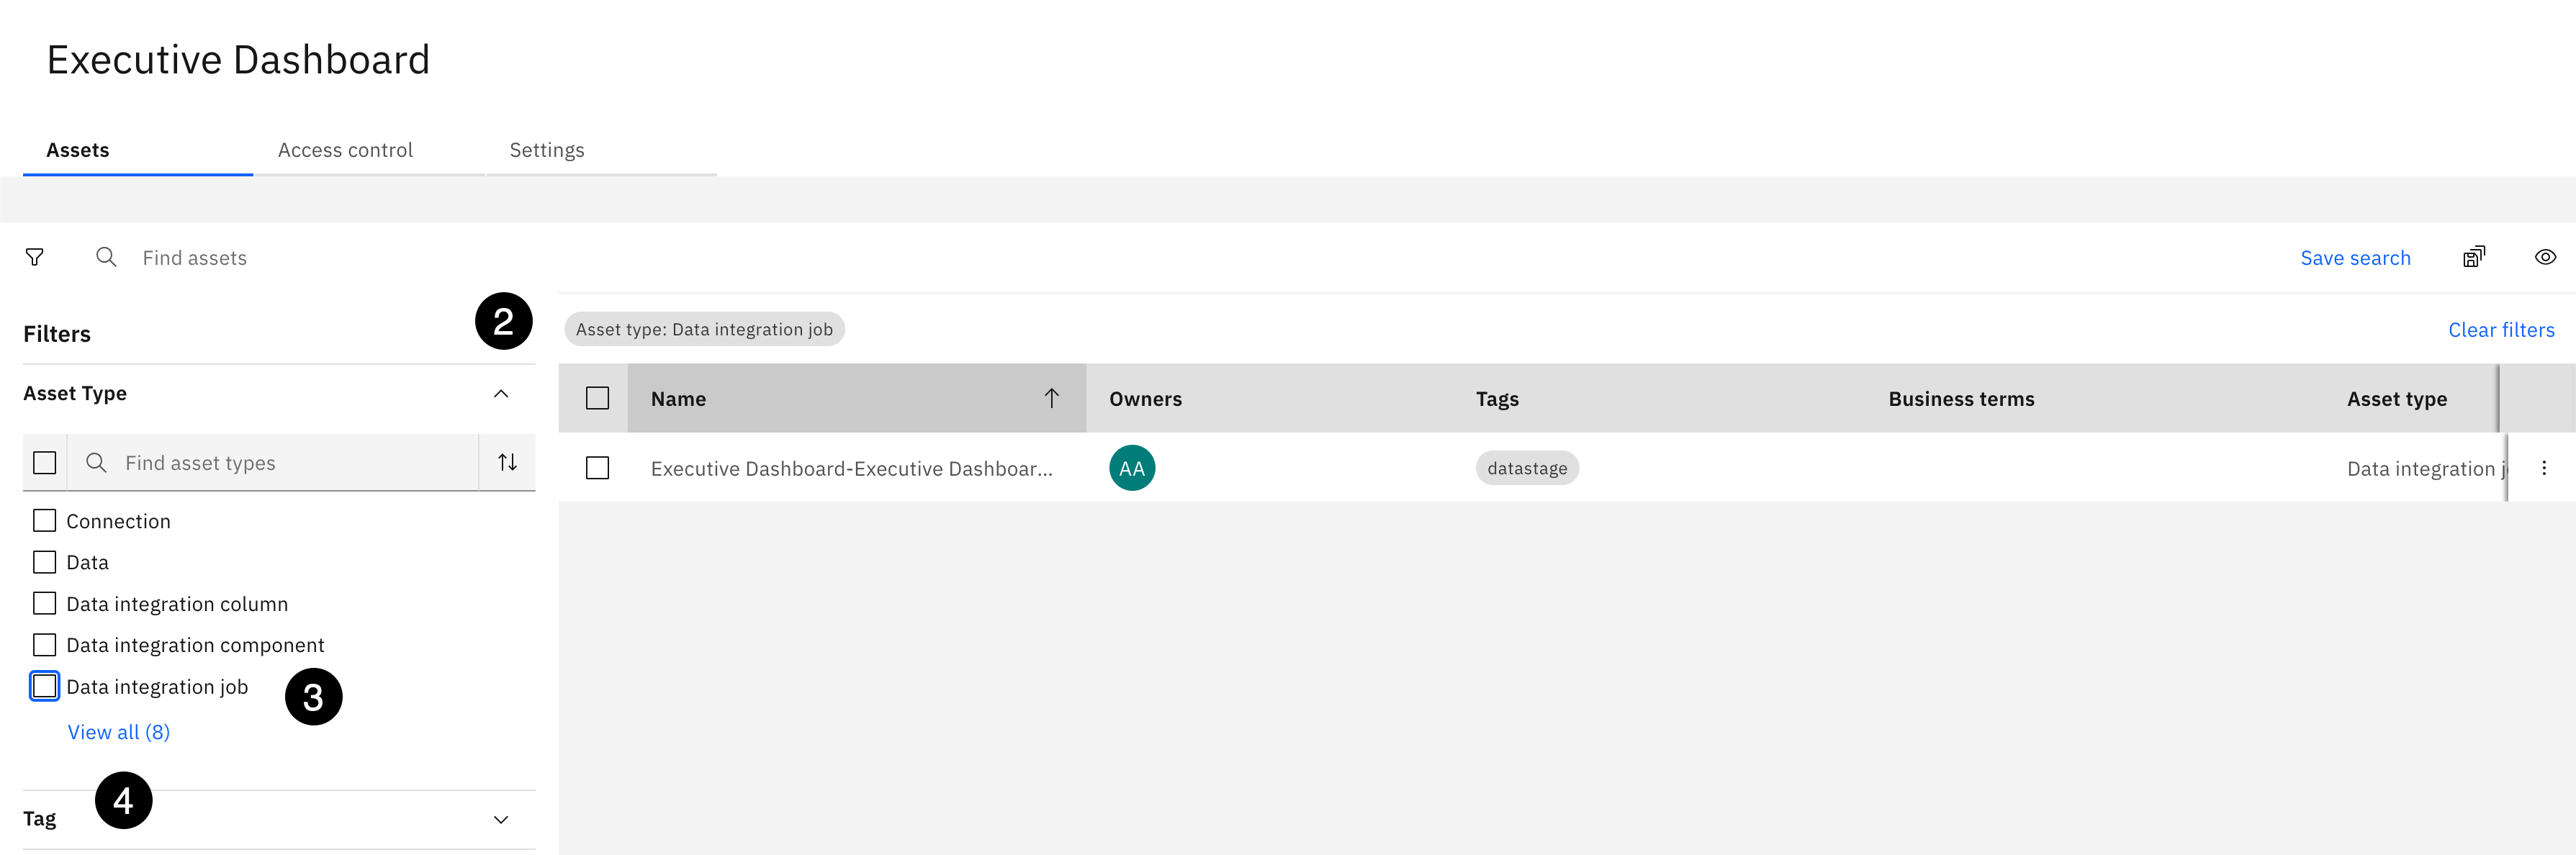 Executive Dashboard
Assets Access control Settings
Find assets Save search
2
Filters Asset type: Data integration job Clear filters
Asset Type
Name Owners Tags Business terms Asset type
Find asset types
Executive Dashboard-Executive Dashboar... AA datastage Data integration j
Connection
Data
Data integration column
Data integration component
Data integration job
3
View all (8)
4
Tag